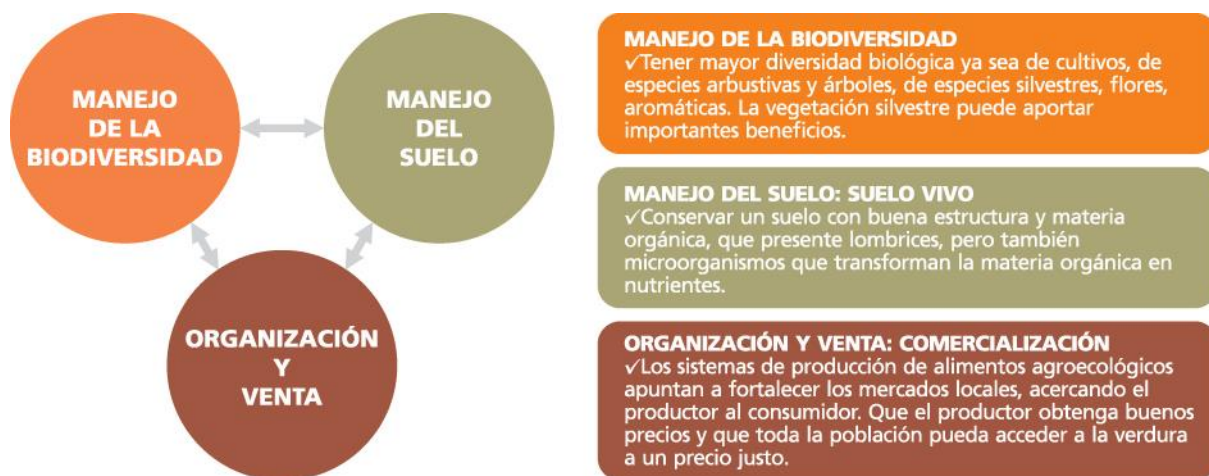 MANEJO
DE LA
BIODIVERSIDAD
MANEJO
DEL
SUELO
ORGANIZACIÓN
Y
VENTA
MANEJO DE LA BIODIVERSIDAD
✓Tener mayor diversidad biológica ya sea de cultivos, de
especies arbustivas y árboles, de especies silvestres, flores,
aromáticas. La vegetación silvestre puede aportar
importantes beneficios.
MANEJO DEL SUELO: SUELO VIVO
✓Conservar un suelo con buena estructura y materia
orgánica, que presente lombrices, pero también
microorganismos que transforman la materia orgánica en
nutrientes.
ORGANIZACIÓN Y VENTA: COMERCIALIZACIÓN
✓Los sistemas de producción de alimentos agroecológicos
apuntan a fortalecer los mercados locales, acercando el
productor al consumidor. Que el productor obtenga buenos
precios y que toda la población pueda acceder a la verdura
a un precio justo.